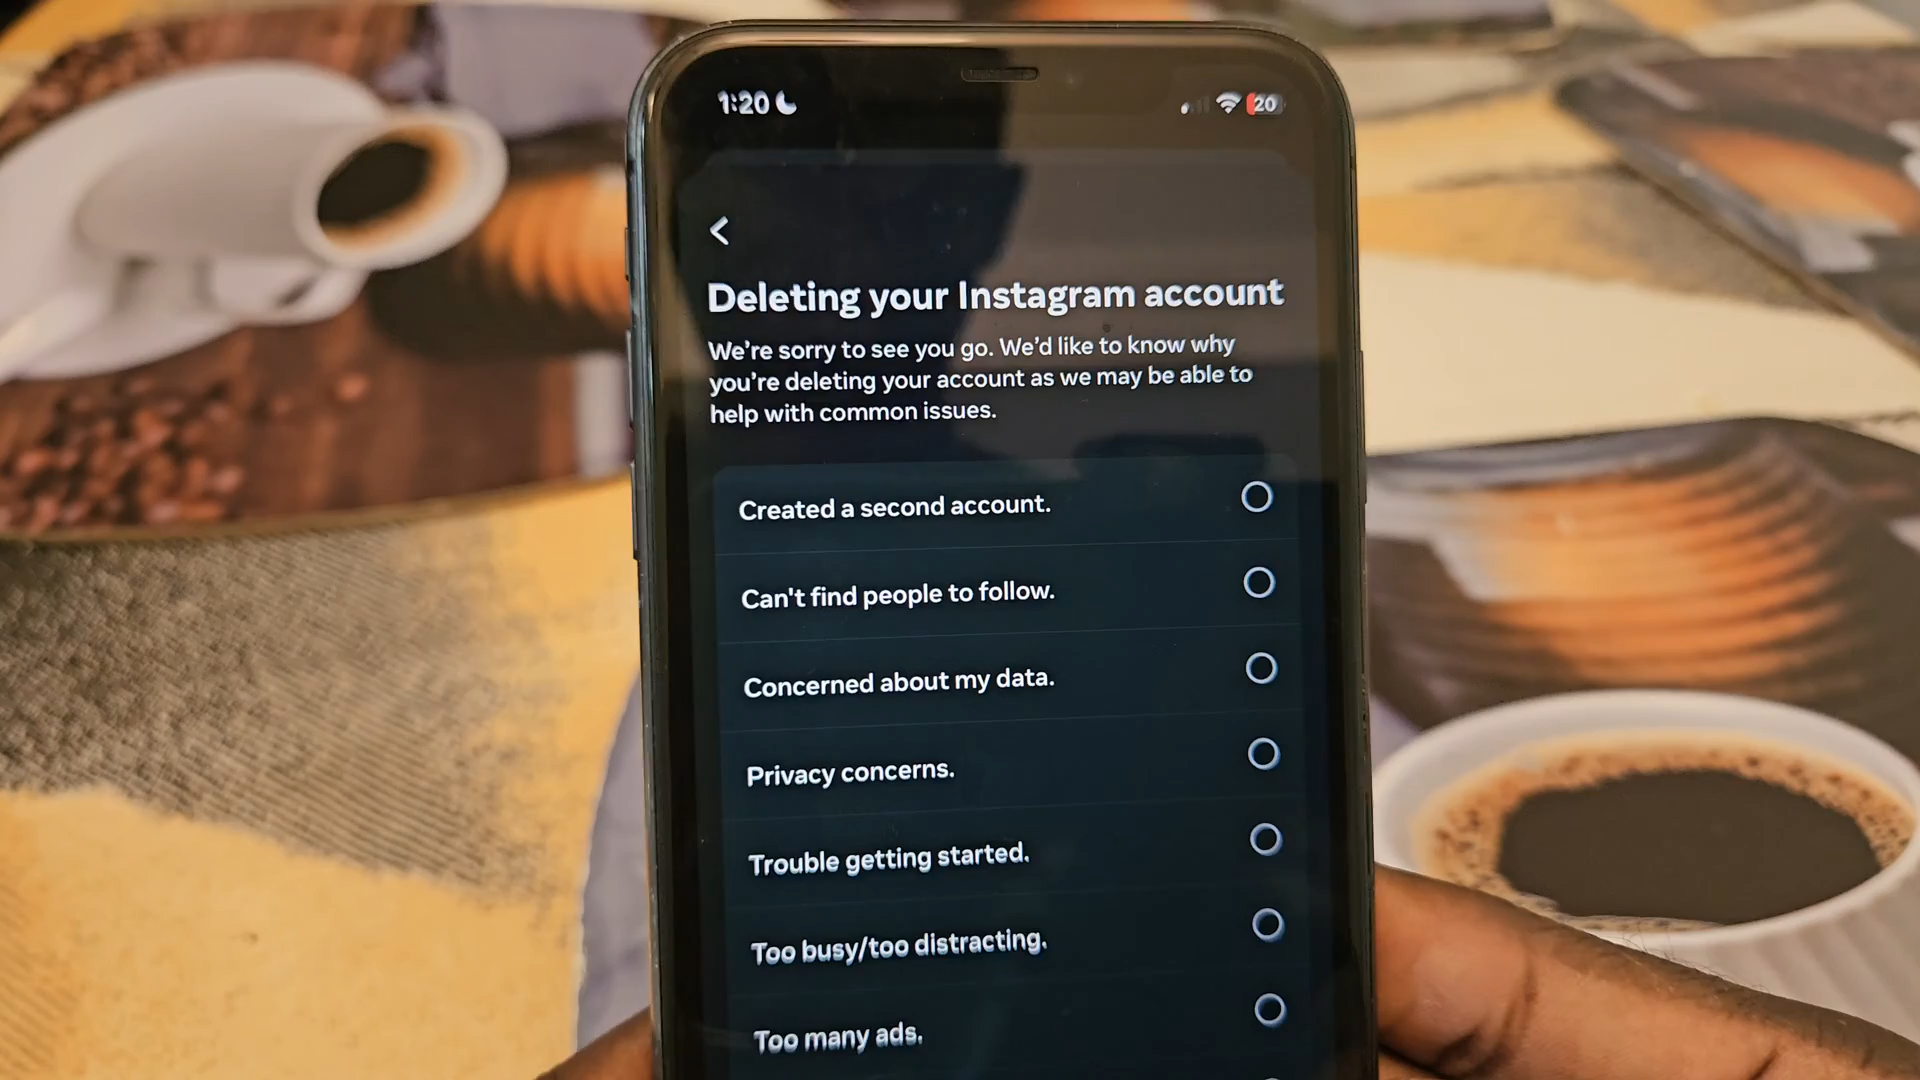 1:20
20
Deleting your Instagram account
We're sorry to see you go. We'd like to know why
you're deleting your account as we may be able to
help with common issues.
Created a second account.
Can't find people to follow.
Concerned about my data.
Privacy concerns.
Trouble getting started.
Too busy/too distracting.
Too many ads.